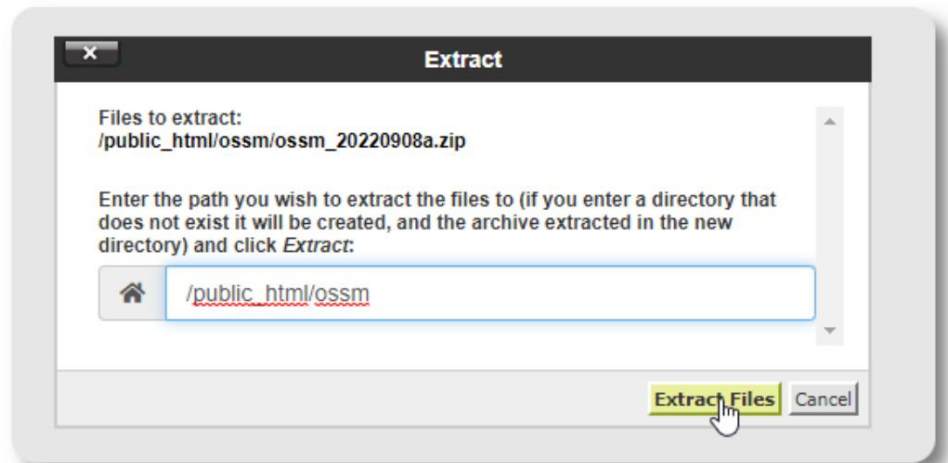 Extract
Files to extract:
/public_html/ossm/ossm_20220908a.zip
Enter the path you wish to extract the files to (if you enter a directory that
does not exist it will be created, and the archive extracted in the new
directory) and click Extract:
/public_html/ossm
Extract Files Cancel